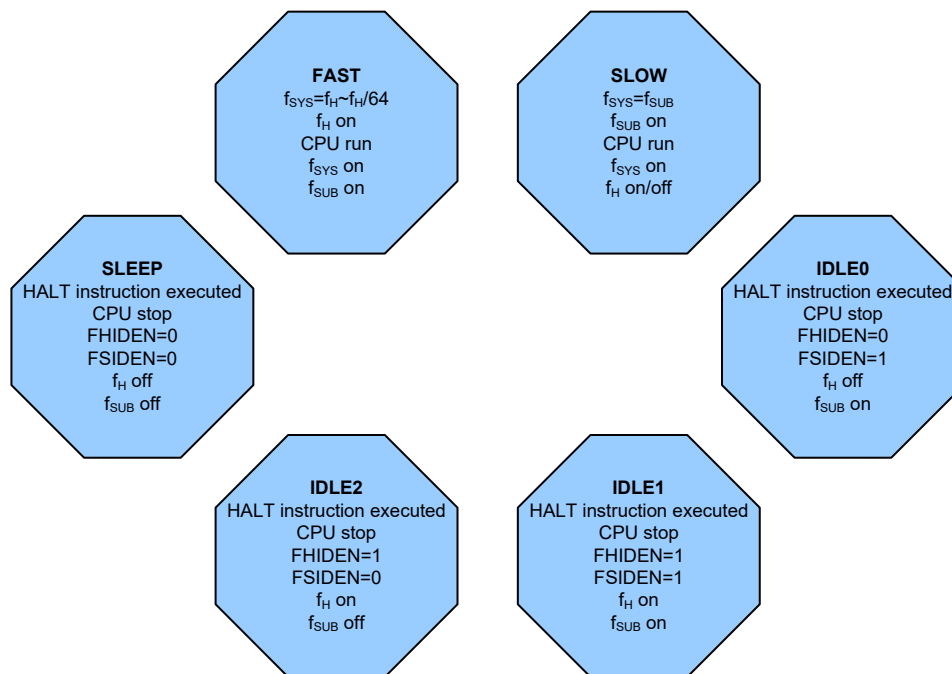 FAST
fSYS=fH~fH/64
fH on
CPU run
fSYS on
fSUB on
SLOW
fSYS=fSUB
fSUB on
CPU run
fSYS on
fH on/off
SLEEP
HALT instruction executed
CPU stop
FHIDEN=0
FSIDEN=0
fH off
fSUB off
IDLE0
HALT instruction executed
CPU stop
FHIDEN=0
FSIDEN=1
fH off
fSUB on
IDLE2
HALT instruction executed
CPU stop
FHIDEN=1
FSIDEN=0
fH on
fSUB off
IDLE1
HALT instruction executed
CPU stop
FHIDEN=1
FSIDEN=1
fH on
fSUB on